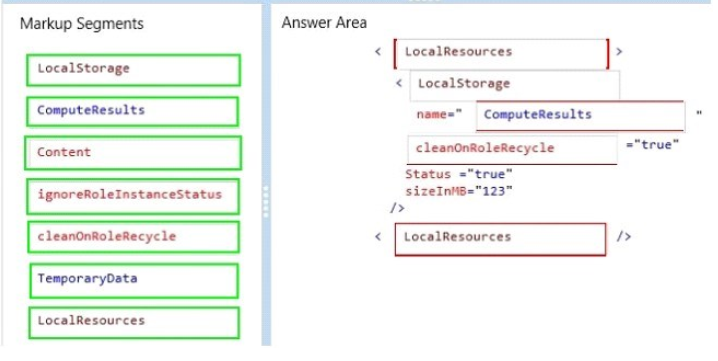 Markup Segments
LocalStorage
ComputeResults
Content
ignoreRoleInstanceStatus
cleanOnRoleRecycle
TemporaryData
LocalResources
Answer Area
< LocalResources >
< LocalStorage
name=" ComputeResults "
cleanOnRoleRecycle ="true"
Status ="true"
sizeInMB="123"
/>
< LocalResources />